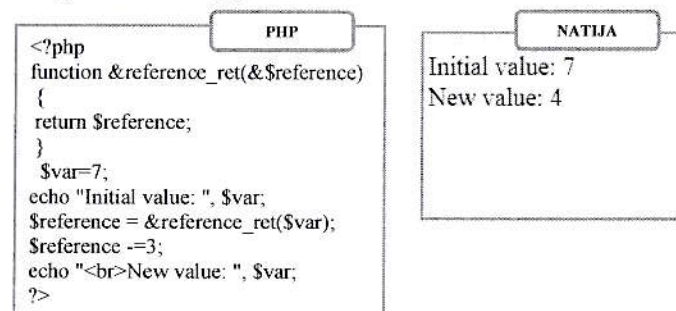 PHP
<?php
function &reference_ret(&$reference)
{
return $reference;
}
$var=7;
echo "Initial value: ", $var;
$reference = &reference_ret($var);
$reference -=3;
echo "<br>New value: ", $var;
?>
NATIJA
Initial value: 7
New value: 4